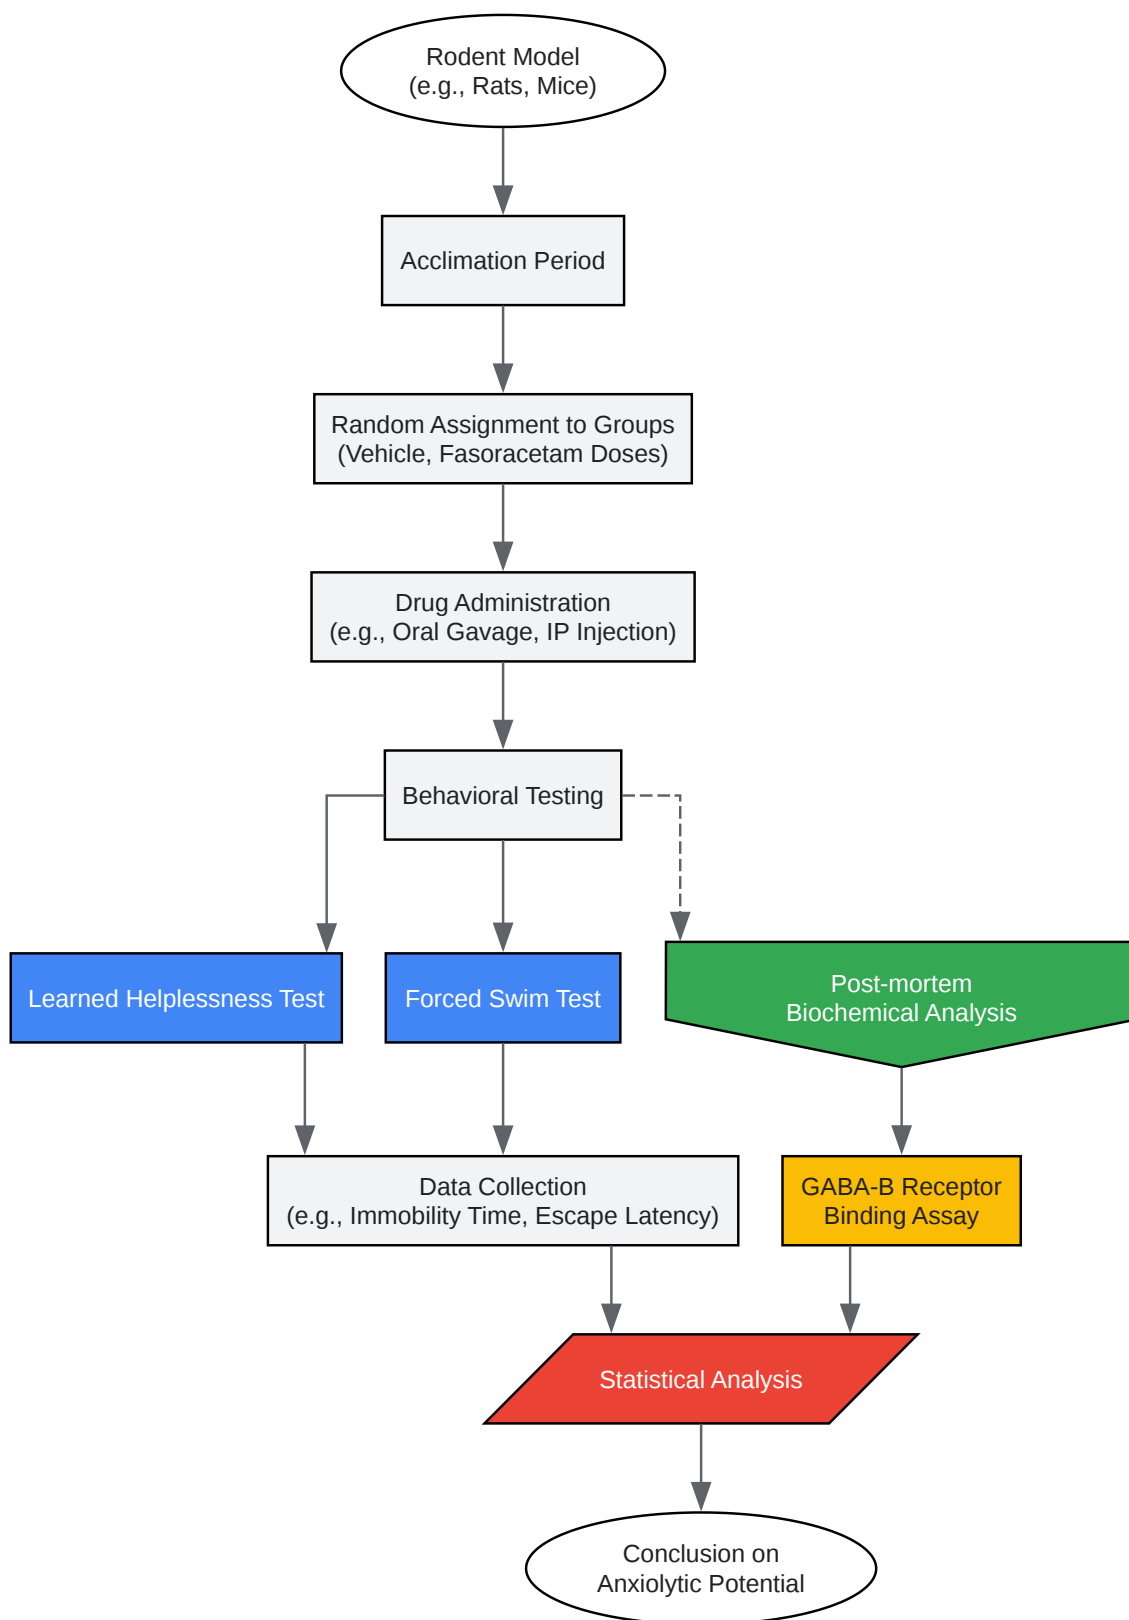 Rodent Model
(e.g., Rats, Mice)
Acclimation Period
Random Assignment to Groups
(Vehicle, Fasoracetam Doses)
Drug Administration
(e.g., Oral Gavage, IP Injection)
Behavioral Testing
Learned Helplessness Test
Forced Swim Test
Post-mortem
Biochemical Analysis
Data Collection
(e.g., Immobility Time, Escape Latency)
GABA-B Receptor
Binding Assay
Statistical Analysis
Conclusion on
Anxiolytic Potential